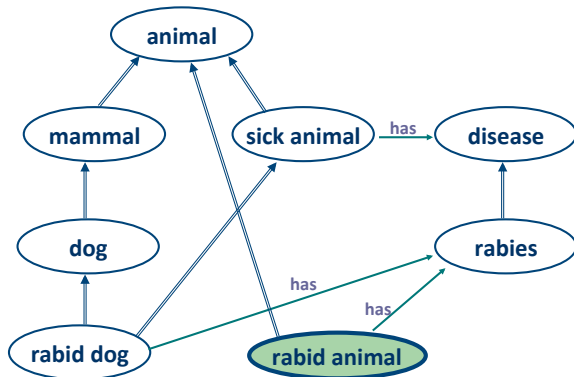 animal
mammal
sick animal
has
disease
dog
rabies
has
has
rabid dog
rabid animal